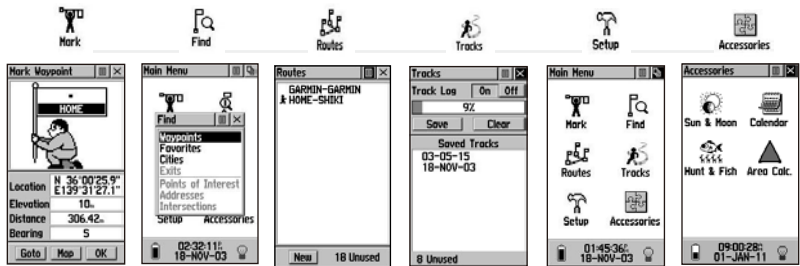 Mark
Find
Routes
Tracks
Setup
Accessories
Mark Waypoint
HOME
Location N 36°00'25.9"
E139°31'27.1"
Elevation 10m
Distance 306.42m
Bearing S
Goto Map OK
Main Menu
Find
Waypoints
Favorites
Cities
Exits
Points of Interest
Addresses
Intersections
Setup Accessories
02:32:11
18-NOV-03
Routes
GARMIN-GARMIN
HOME-SHIKI
New 18 Unused
Tracks
Track Log On Off
9%
Save Clear
Saved Tracks
03-05-15
18-NOV-03
8 Unused
Main Menu
Mark Find
Routes Tracks
Setup Accessories
01:45:36
18-NOV-03
Accessories
Sun & Moon Calendar
Hunt & Fish Area Calc.
09:00:28
01-JAN-11